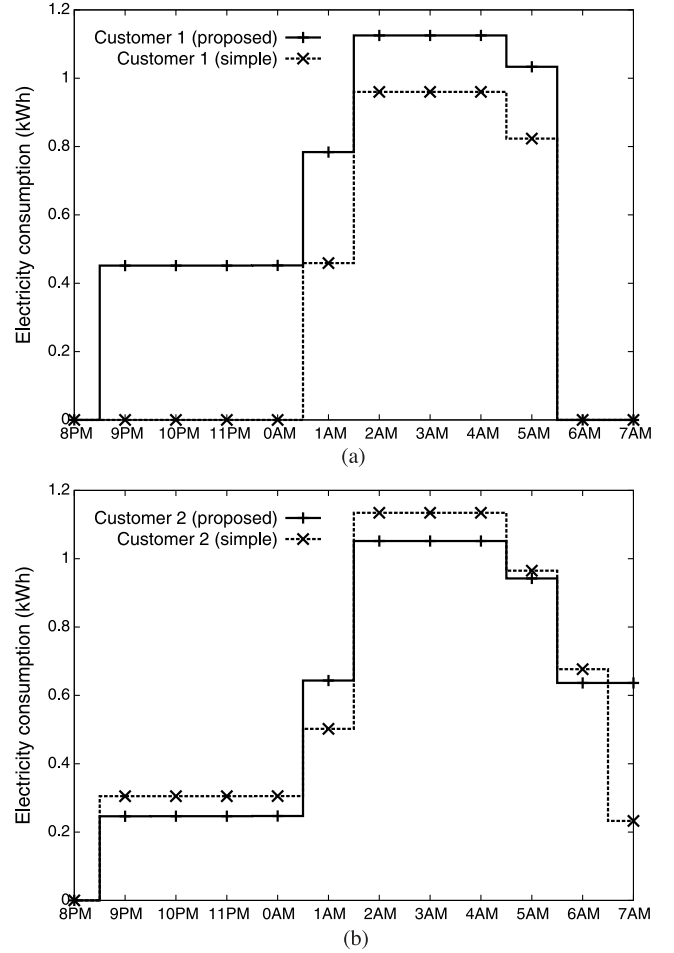 1.2
Customer 1 (proposed)
Customer 1 (simple)
1
0.8
0.6
0.4
0.2
0
Electricity consumption (kWh)
8PM 9PM 10PM 11PM 0AM 1AM 2AM 3AM 4AM 5AM 6AM 7AM
(a)
1.2
Customer 2 (proposed)
Customer 2 (simple)
1
0.8
0.6
0.4
0.2
0
Electricity consumption (kWh)
8PM 9PM 10PM 11PM 0AM 1AM 2AM 3AM 4AM 5AM 6AM 7AM
(b)